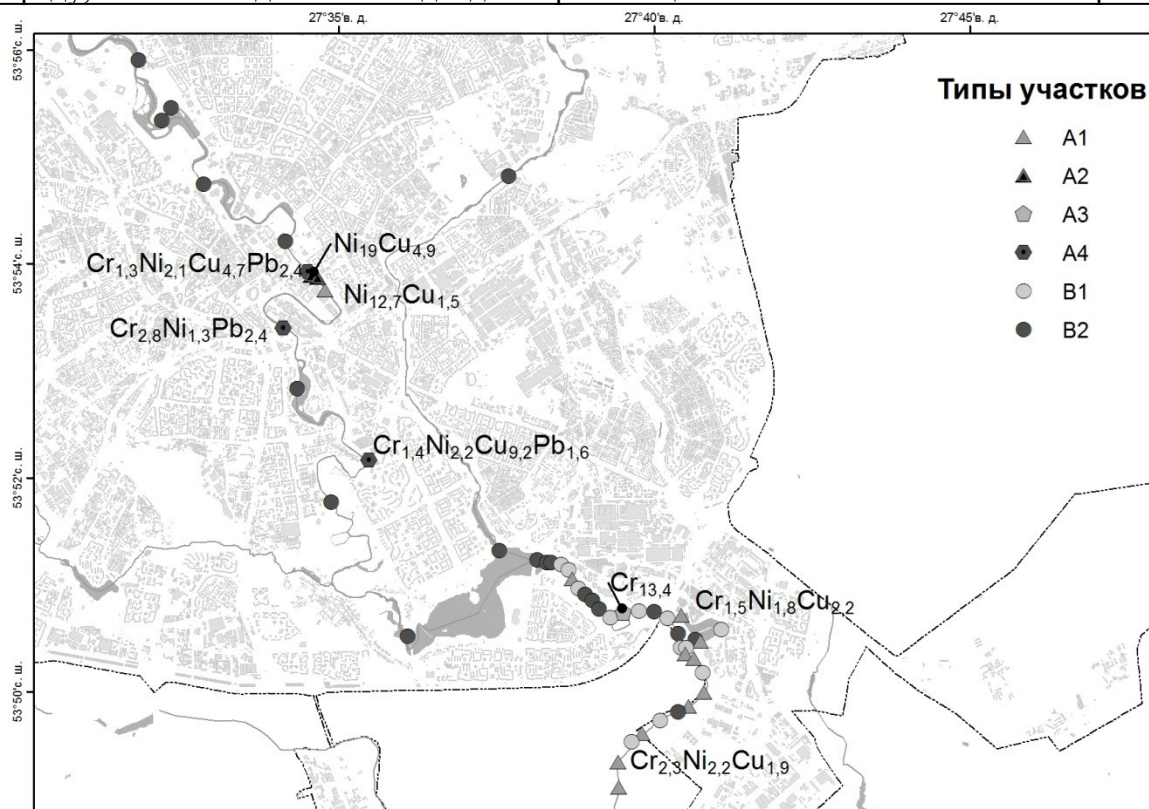 27°35'в. д.
27°40'в. д.
27°45'в. д.
53°56'с. ш.
53°54'с. ш.
53°52'с. ш.
53°50'с. ш.
Типы участков
A1
A2
A3
A4
B1
B2
Ni19Cu4,9
Cr1,3Ni2,1Cu4,7Pb2,4
Ni12,7Cu1,5
Cr2,8Ni1,3Pb2,4
Cr1,4Ni2,2Cu9,2Pb1,6
Cr13,4
Cr1,5Ni1,8Cu2,2
Cr2,3Ni2,2Cu1,9